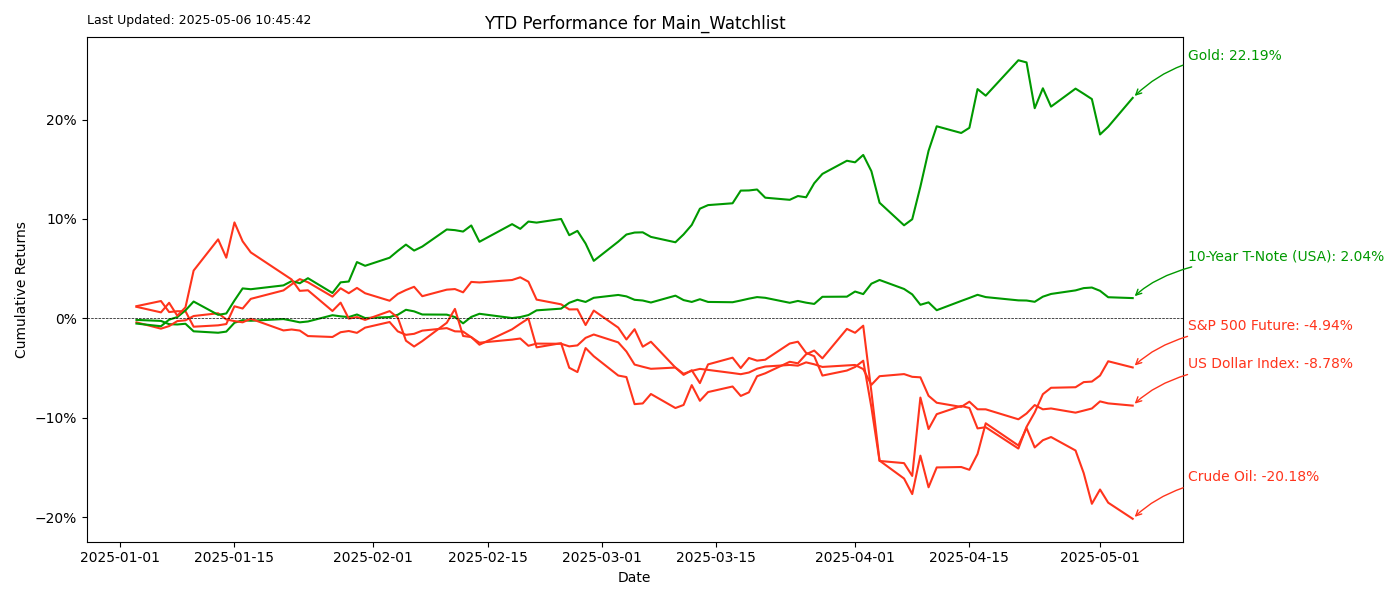 Last Updated: 2025-05-06 10:45:42
YTD Performance for Main_Watchlist
Gold: 22.19%
10-Year T-Note (USA): 2.04%
S&P 500 Future: -4.94%
US Dollar Index: -8.78%
Crude Oil: -20.18%
Cumulative Returns
20%
10%
0%
−10%
−20%
2025-01-01
2025-01-15
2025-02-01
2025-02-15
2025-03-01
2025-03-15
2025-04-01
2025-04-15
2025-05-01
Date